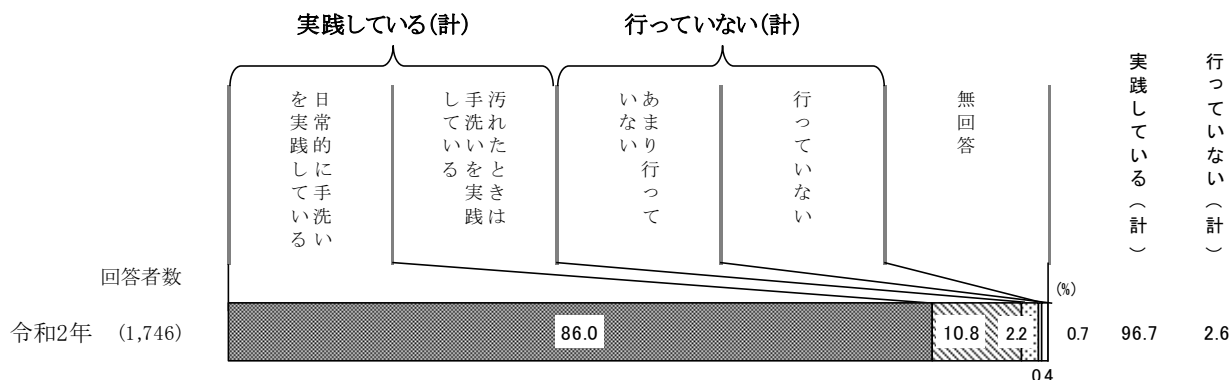 実践している(計)
行っていない(計)
日常的に手洗い
を実践している
汚れたときは
手洗いを実践
している
あまり行って
いない
行っていない
無回答
実践している(計)
行っていない(計)
回答者数
(%)
令和2年 (1,746)
86.0
10.8
2.2
0.7
96.7
2.6
0.4